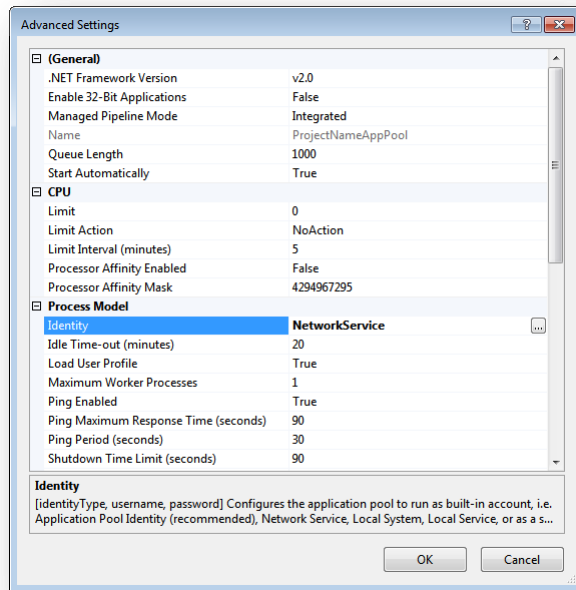 Advanced Settings
(General)
.NET Framework Version v2.0
Enable 32-Bit Applications False
Managed Pipeline Mode Integrated
Name ProjectNameAppPool
Queue Length 1000
Start Automatically True
CPU
Limit 0
Limit Action NoAction
Limit Interval (minutes) 5
Processor Affinity Enabled False
Processor Affinity Mask 4294967295
Process Model
Identity NetworkService ...
Idle Time-out (minutes) 20
Load User Profile True
Maximum Worker Processes 1
Ping Enabled True
Ping Maximum Response Time (seconds) 90
Ping Period (seconds) 30
Shutdown Time Limit (seconds) 90
Identity
[identityType, username, password] Configures the application pool to run as built-in account, i.e.
Application Pool Identity (recommended), Network Service, Local System, Local Service, or as a s...
OK Cancel